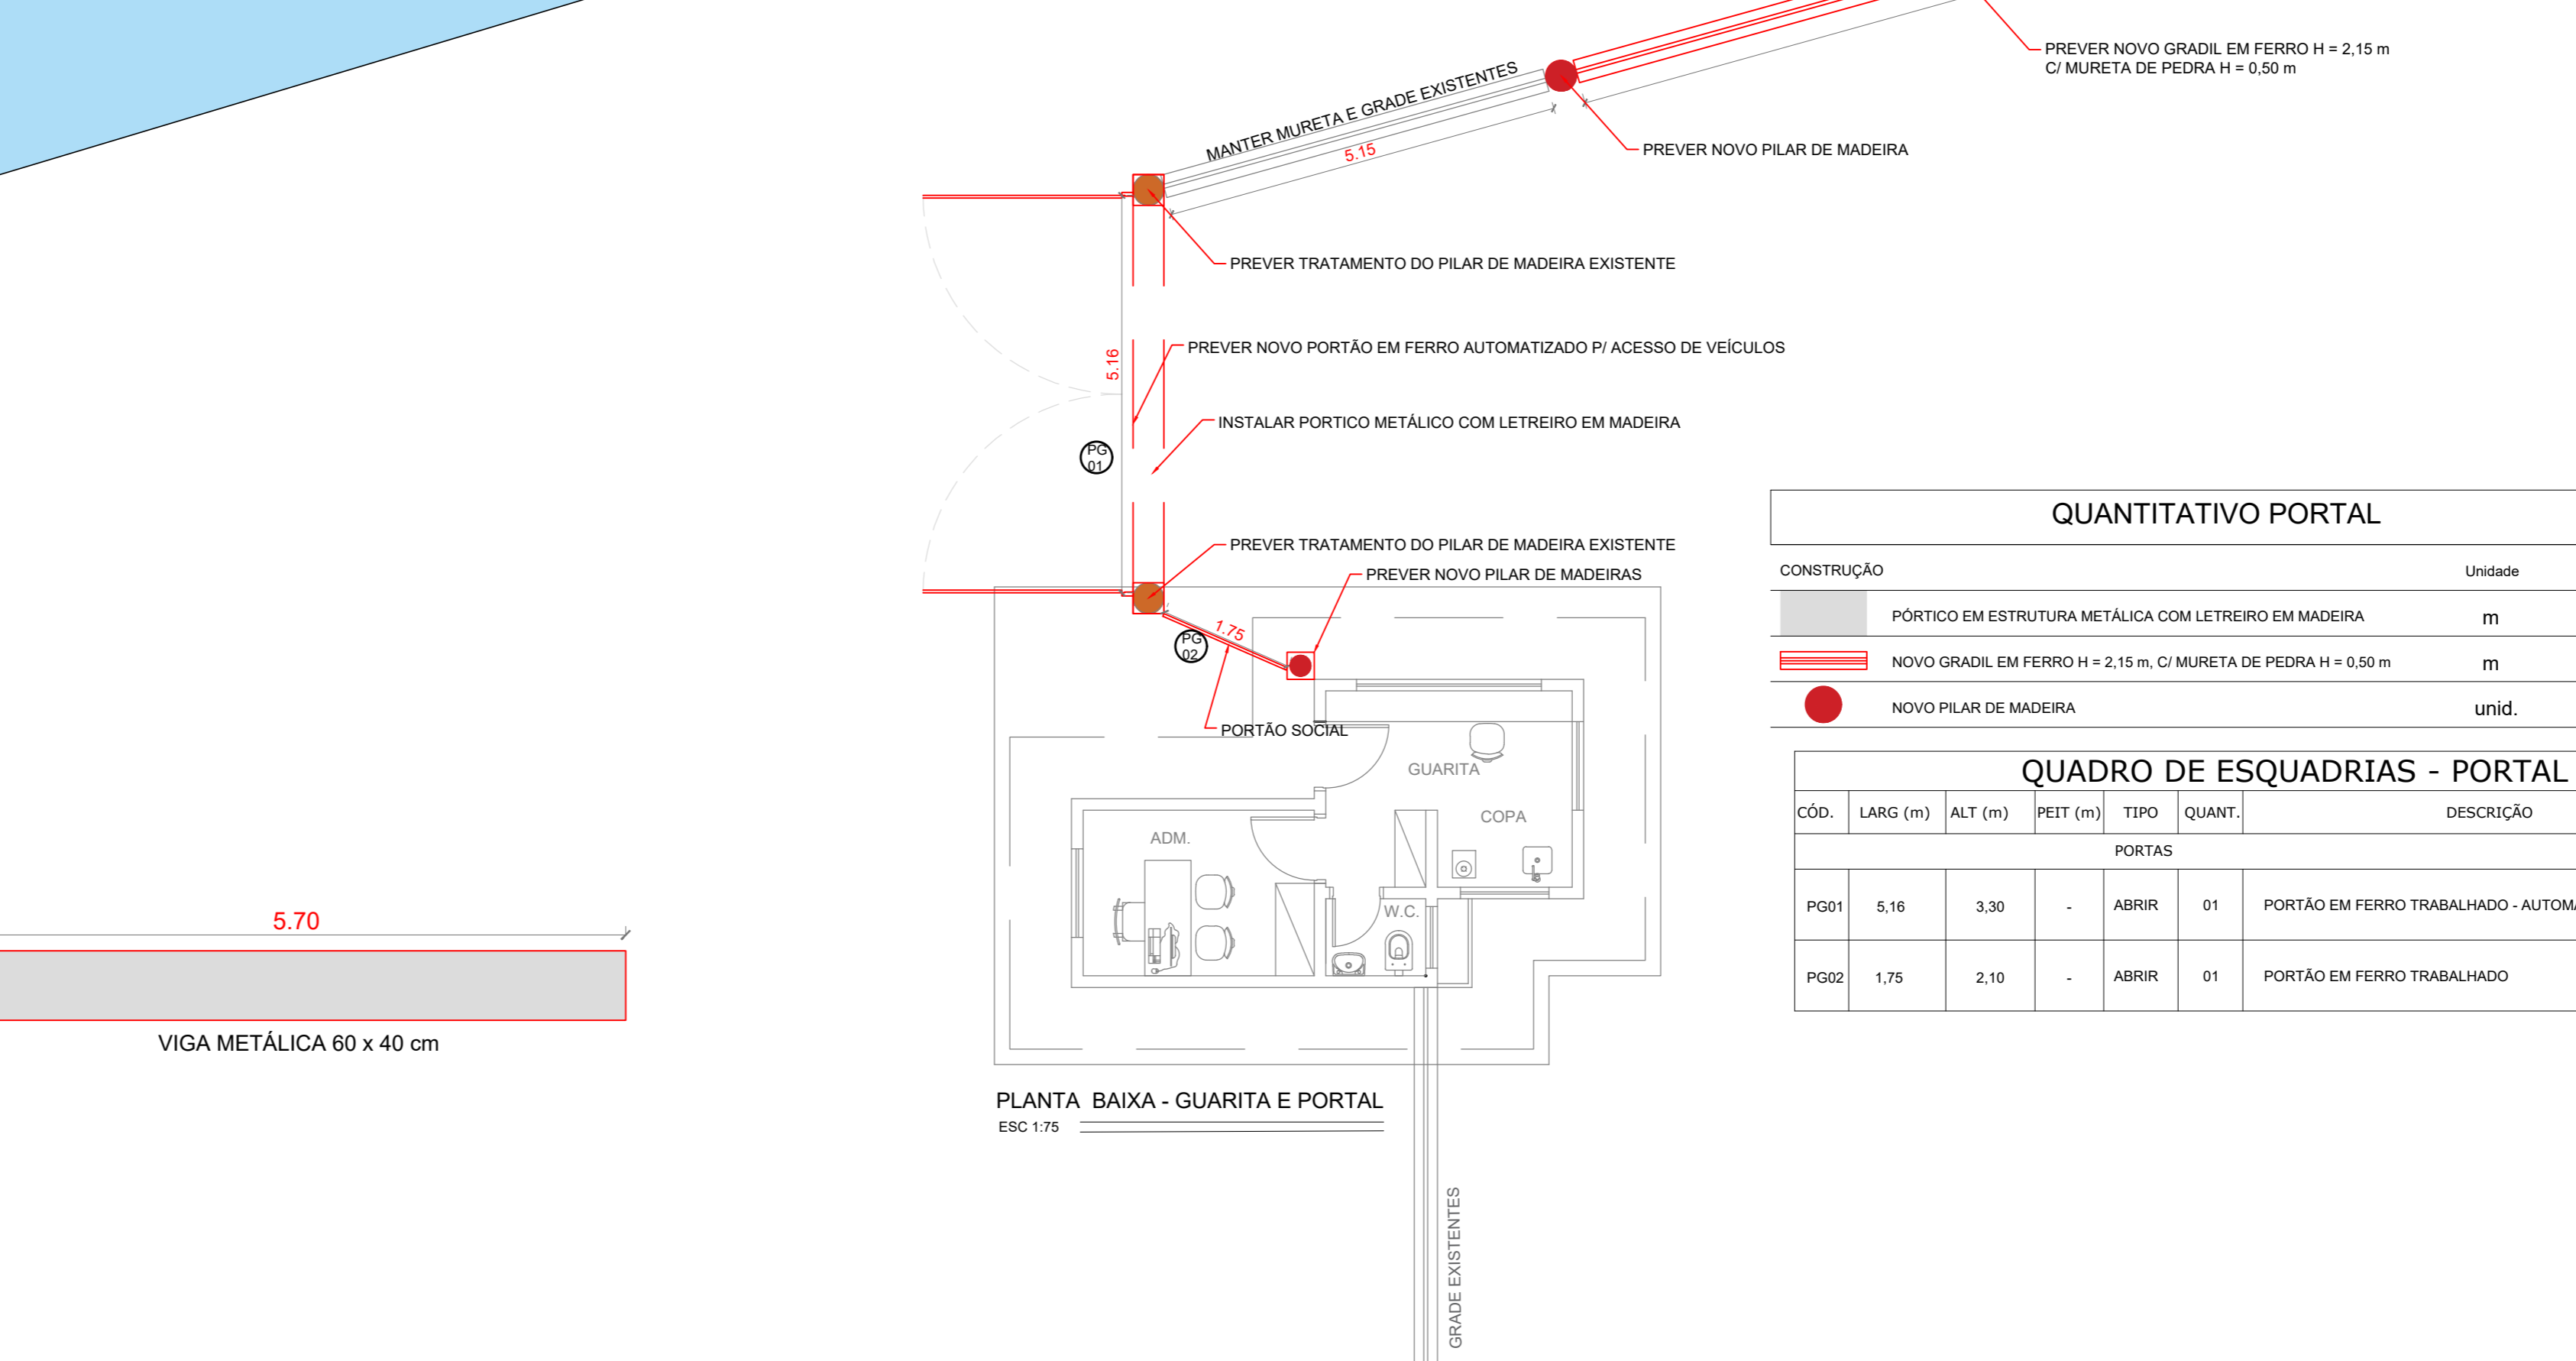 PREVER NOVO GRADIL EM FERRO H = 2,15 m
C/ MURETA DE PEDRA H = 0,50 m
MANTER MURETA E GRADE EXISTENTES
5.15
PREVER NOVO PILAR DE MADEIRA
PREVER TRATAMENTO DO PILAR DE MADEIRA EXISTENTE
PREVER NOVO PORTÃO EM FERRO AUTOMATIZADO P/ ACESSO DE VEÍCULOS
5.16
INSTALAR PORTICO METÁLICO COM LETREIRO EM MADEIRA
PG
01
PREVER TRATAMENTO DO PILAR DE MADEIRA EXISTENTE
PREVER NOVO PILAR DE MADEIRAS
1.75
PG
02
PORTÃO SOCIAL
GUARITA
COPA
ADM.
W.C.
5.70
VIGA METÁLICA 60 x 40 cm
PLANTA BAIXA - GUARITA E PORTAL
ESC 1:75
GRADE EXISTENTES
QUANTITATIVO PORTAL
CONSTRUÇÃO Unidade
PÓRTICO EM ESTRUTURA METÁLICA COM LETREIRO EM MADEIRA m
NOVO GRADIL EM FERRO H = 2,15 m, C/ MURETA DE PEDRA H = 0,50 m m
NOVO PILAR DE MADEIRA unid.
QUADRO DE ESQUADRIAS - PORTAL
CÓD. LARG (m) ALT (m) PEIT (m) TIPO QUANT. DESCRIÇÃO
PORTAS
PG01 5,16 3,30 - ABRIR 01 PORTÃO EM FERRO TRABALHADO - AUTOM
PG02 1,75 2,10 - ABRIR 01 PORTÃO EM FERRO TRABALHADO